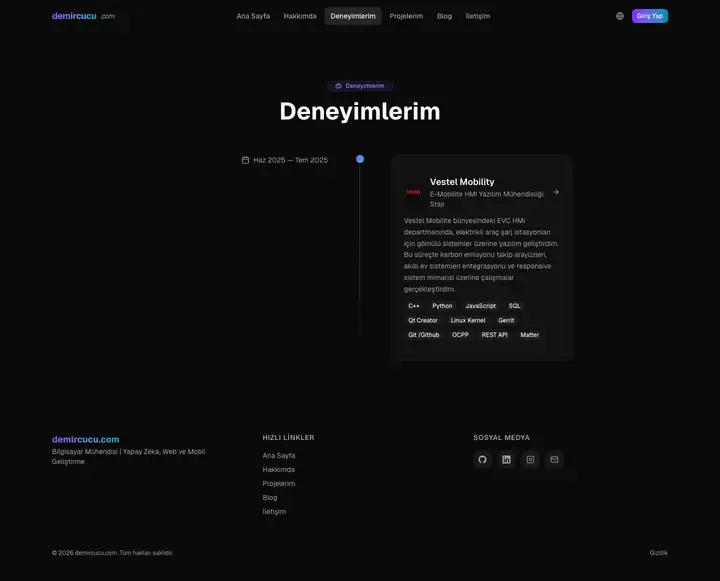 demircucu .com
Ana Sayfa
Hakkımda
Deneyimlerim
Projelerim
Blog
İletişim
Giriş Yap
Deneyimlerim
Deneyimlerim
Haz 2025 — Tem 2025
Vestel Mobility
E-Mobilite HMI Yazılım Mühendisliği
Stajı
Vestel Mobilite bünyesindeki EVC HMI
departmanında, elektrikli araç şarj istasyonları
için gömülü sistemler üzerine yazılım geliştirdim.
Bu süreçte karbon emisyonu takip arayüzleri,
akıllı ev sistemleri entegrasyonu ve responsive
sistem mimarisi üzerine çalışmalar
gerçekleştirdim.
C++ Python JavaScript SQL
Qt Creator Linux Kernel Gerrit
Git /Github OCPP REST API Matter
demircucu.com
Bilgisayar Mühendisi | Yapay Zeka, Web ve Mobil
Geliştirme
HIZLI LİNKLER
Ana Sayfa
Hakkımda
Projelerim
Blog
İletişim
SOSYAL MEDYA
© 2026 demircucu.com. Tüm hakları saklıdır.
Gizlilik